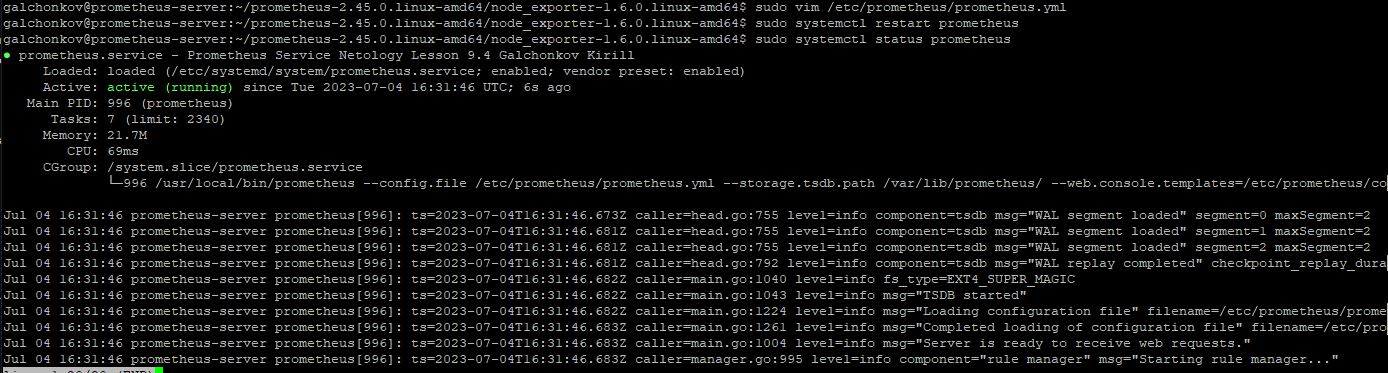 galchonkov@prometheus-server:~/prometheus-2.45.0.linux-amd64/node_exporter-1.6.0.linux-amd64$ sudo vim /etc/prometheus/prometheus.yml
galchonkov@prometheus-server:~/prometheus-2.45.0.linux-amd64/node_exporter-1.6.0.linux-amd64$ sudo systemctl restart prometheus
galchonkov@prometheus-server:~/prometheus-2.45.0.linux-amd64/node_exporter-1.6.0.linux-amd64$ sudo systemctl status prometheus
● prometheus.service - Prometheus Service Netology Lesson 9.4 Galchonkov Kirill
Loaded: loaded (/etc/systemd/system/prometheus.service; enabled; vendor preset: enabled)
Active: active (running) since Tue 2023-07-04 16:31:46 UTC; 6s ago
Main PID: 996 (prometheus)
Tasks: 7 (limit: 2340)
Memory: 21.7M
CPU: 69ms
CGroup: /system.slice/prometheus.service
└─996 /usr/local/bin/prometheus --config.file /etc/prometheus/prometheus.yml --storage.tsdb.path /var/lib/prometheus/ --web.console.templates=/etc/prometheus/co
Jul 04 16:31:46 prometheus-server prometheus[996]: ts=2023-07-04T16:31:46.673Z caller=head.go:755 level=info component=tsdb msg="WAL segment loaded" segment=0 maxSegment=2
Jul 04 16:31:46 prometheus-server prometheus[996]: ts=2023-07-04T16:31:46.681Z caller=head.go:755 level=info component=tsdb msg="WAL segment loaded" segment=1 maxSegment=2
Jul 04 16:31:46 prometheus-server prometheus[996]: ts=2023-07-04T16:31:46.681Z caller=head.go:755 level=info component=tsdb msg="WAL segment loaded" segment=2 maxSegment=2
Jul 04 16:31:46 prometheus-server prometheus[996]: ts=2023-07-04T16:31:46.681Z caller=head.go:792 level=info component=tsdb msg="WAL replay completed" checkpoint_replay_dura
Jul 04 16:31:46 prometheus-server prometheus[996]: ts=2023-07-04T16:31:46.682Z caller=main.go:1040 level=info fs_type=EXT4_SUPER_MAGIC
Jul 04 16:31:46 prometheus-server prometheus[996]: ts=2023-07-04T16:31:46.682Z caller=main.go:1043 level=info msg="TSDB started"
Jul 04 16:31:46 prometheus-server prometheus[996]: ts=2023-07-04T16:31:46.682Z caller=main.go:1224 level=info msg="Loading configuration file" filename=/etc/prometheus/prome
Jul 04 16:31:46 prometheus-server prometheus[996]: ts=2023-07-04T16:31:46.683Z caller=main.go:1261 level=info msg="Completed loading of configuration file" filename=/etc/pro
Jul 04 16:31:46 prometheus-server prometheus[996]: ts=2023-07-04T16:31:46.683Z caller=main.go:1004 level=info msg="Server is ready to receive web requests."
Jul 04 16:31:46 prometheus-server prometheus[996]: ts=2023-07-04T16:31:46.683Z caller=manager.go:995 level=info component="rule manager" msg="Starting rule manager..."